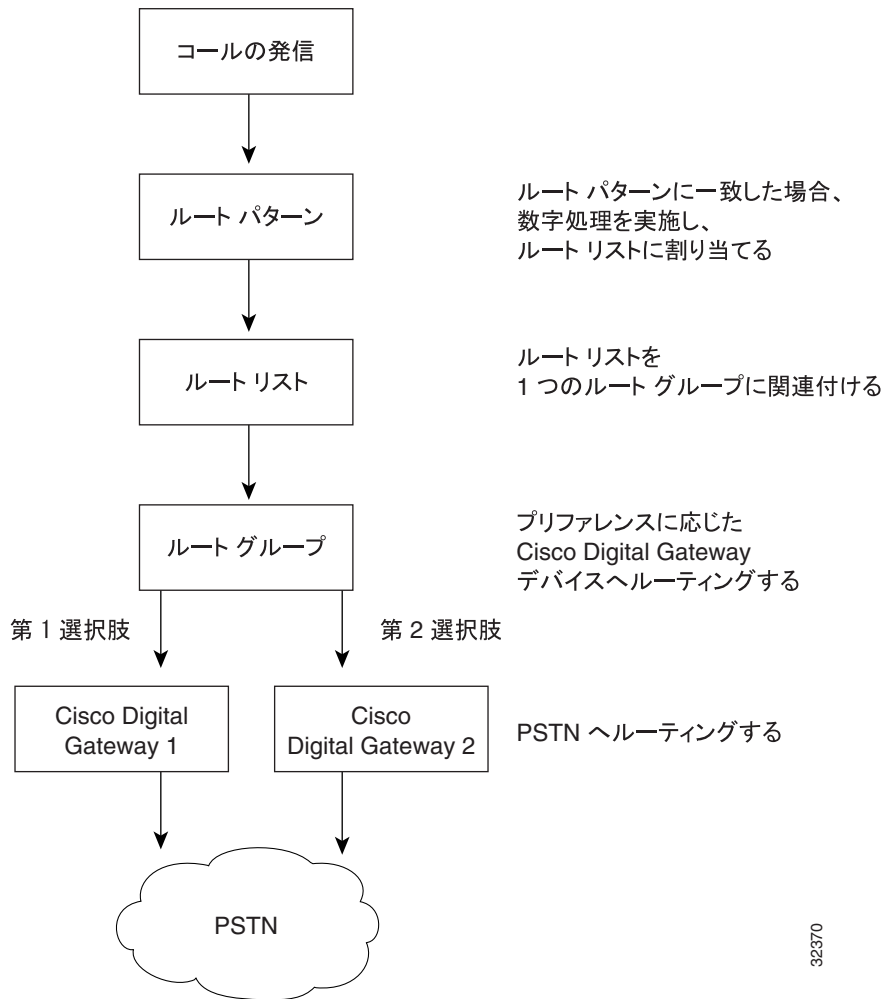 コールの発信
ルート パターン
ルート パターンに一致した場合、
数字処理を実施し、
ルート リストに割り当てる
ルート リスト
ルート リストを
1 つのルート グループに関連付ける
ルート グループ
プリファレンスに応じた
Cisco Digital Gateway
デバイスへルーティングする
第 1 選択肢
第 2 選択肢
Cisco Digital
Gateway 1
Cisco
Digital Gateway 2
PSTN へルーティングする
PSTN
32370